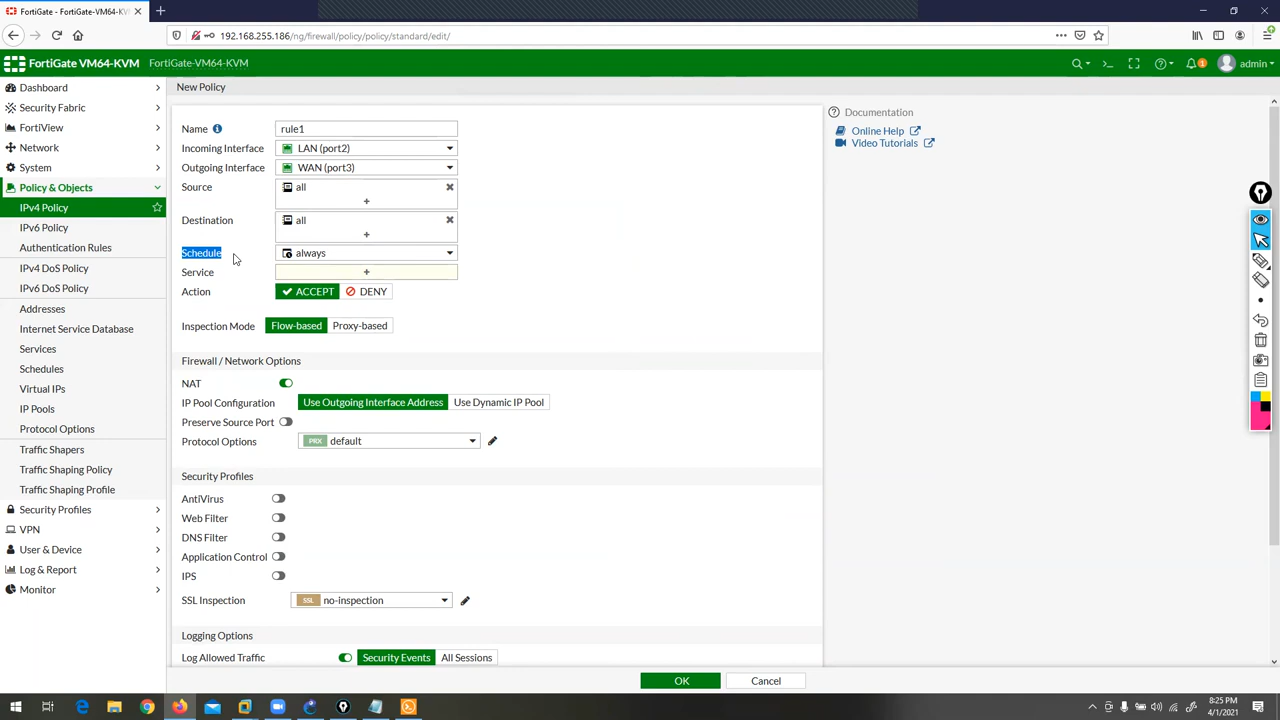 FortiGate - FortiGate-VM64-KV
192.168.255.186/ng/firewall/policy/policy/standard/edit/
FortiGate VM64-KVM FortiGate-VM64-KVM
1
admin
Dashboard
Security Fabric
FortiView
Network
System
Policy & Objects
IPv4 Policy
IPv6 Policy
Authentication Rules
IPv4 DoS Policy
IPv6 DoS Policy
Addresses
Internet Service Database
Services
Schedules
Virtual IPs
IP Pools
Protocol Options
Traffic Shapers
Traffic Shaping Policy
Traffic Shaping Profile
Security Profiles
VPN
User & Device
Log & Report
Monitor
New Policy
Name rule1
Incoming Interface LAN (port2)
Outgoing Interface WAN (port3)
Source all
+
Destination all
+
Schedule always
Service +
Action ACCEPT DENY
Inspection Mode Flow-based Proxy-based
Firewall / Network Options
NAT
IP Pool Configuration Use Outgoing Interface Address Use Dynamic IP Pool
Preserve Source Port
Protocol Options PRX default
Security Profiles
AntiVirus
Web Filter
DNS Filter
Application Control
IPS
SSL Inspection SSL no-inspection
Logging Options
Log Allowed Traffic Security Events All Sessions
OK Cancel
Documentation
Online Help
Video Tutorials
8:25 PM
4/1/2021